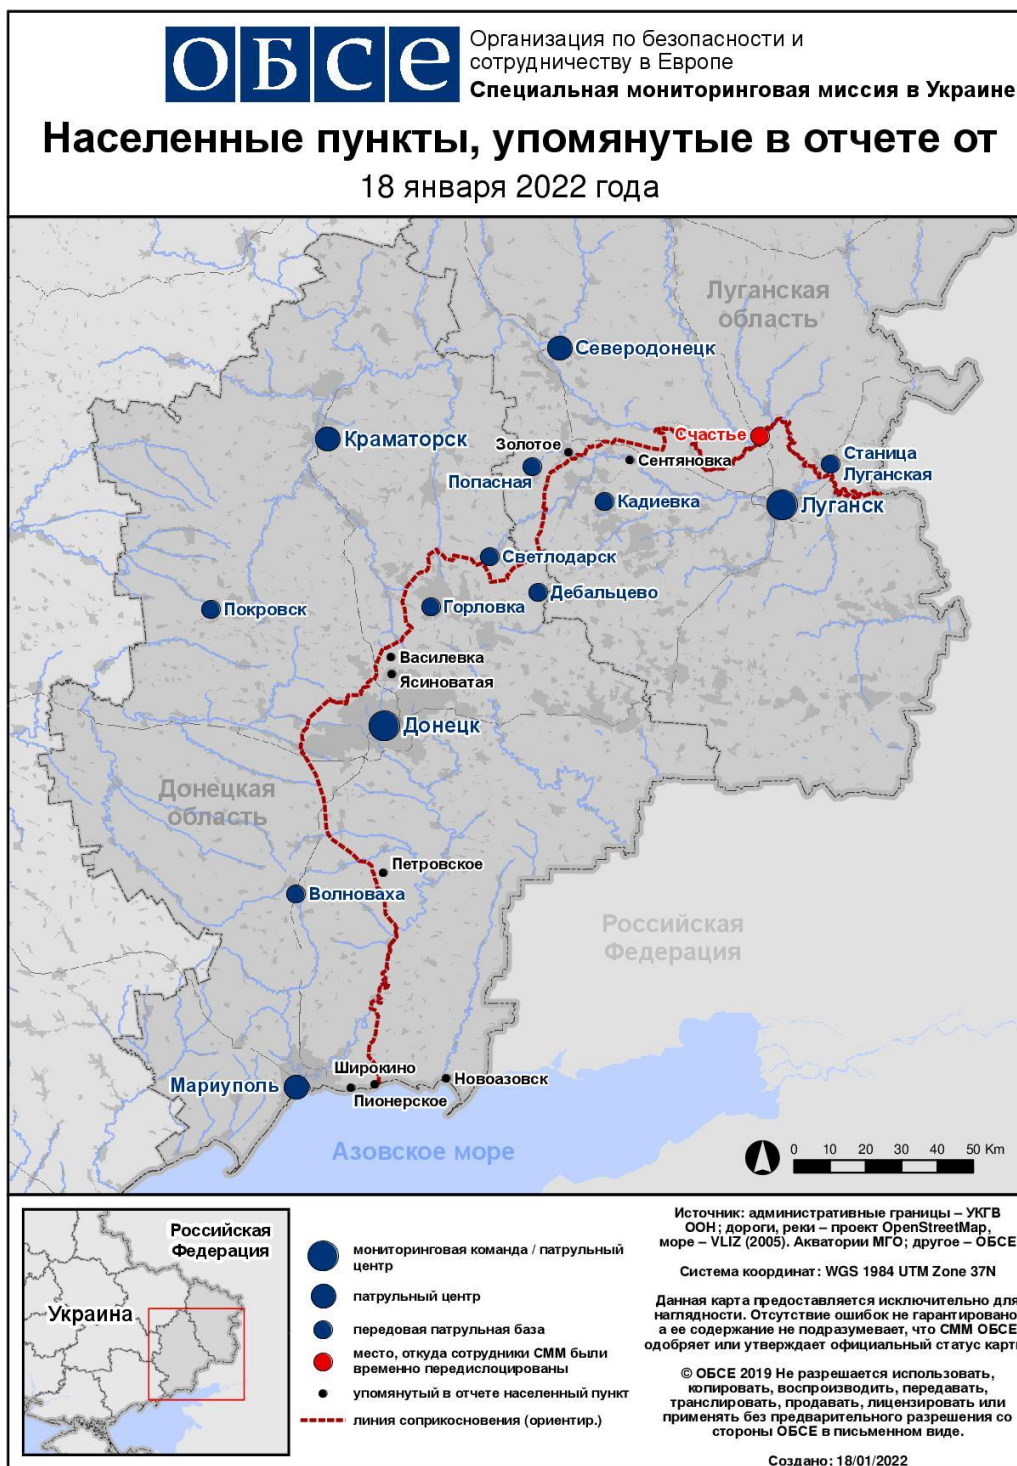 ОБСЕ
Организация по безопасности и
сотрудничеству в Европе
Специальная мониторинговая миссия в Украине
Населенные пункты, упомянутые в отчете от
18 января 2022 года
Луганская
область
Северодонецк
Счастье
Краматорск
Золотое
Сентяновка
Станица
Луганская
Попасная
Кадиевка
Луганск
Светлодарск
Дебальцево
Покровск
Горловка
Василевка
Ясиноватая
Донецк
Донецкая
область
Петровское
Волноваха
Российская
Федерация
Широкино
Новоазовск
Мариуполь
Пионерское
Азовское море
0 10 20 30 40 50 Km
Российская
Федерация
Украина
мониторинговая команда / патрульный
центр
патрульный центр
передовая патрульная база
место, откуда сотрудники СММ были
временно передислоцированы
упомянутый в отчете населенный пункт
линия соприкосновения (ориентир.)
Источник: административные границы – УКГВ
ООН; дороги, реки – проект OpenStreetMap,
море – VLIZ (2005). Акватории МГО; другое – ОБСЕ
Система координат: WGS 1984 UTM Zone 37N
Данная карта предоставляется исключительно для
наглядности. Отсутствие ошибок не гарантировано
а ее содержание не подразумевает, что СММ ОБСЕ
одобряет или утверждает официальный статус карт
© ОБСЕ 2019 Не разрешается использовать,
копировать, воспроизводить, передавать,
транслировать, продавать, лицензировать или
применять без предварительного разрешения со
стороны ОБСЕ в письменном виде.
Создано: 18/01/2022